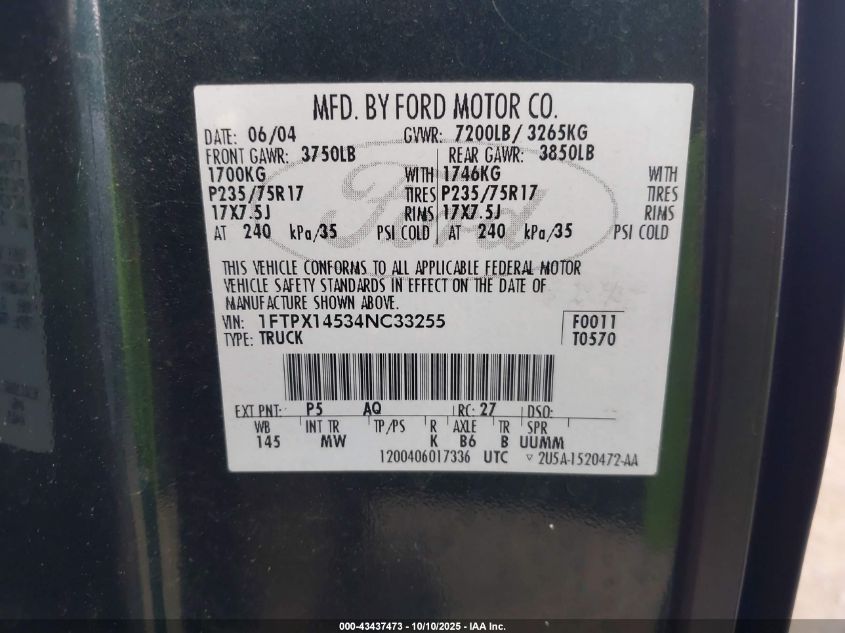 MFD. BY FORD MOTOR CO.
DATE: 06/04 GVWR: 7200LB/ 3265KG
FRONT GAWR: 3750LB REAR GAWR: 3850LB
1700KG WITH 1746KG WITH
P235/75R17 TIRES P235/75R17 TIRES
17X7.5J RIMS 17X7.5J RIMS
AT 240 kPa/35 PSI COLD AT 240 kPa/35 PSI COLD
Ford
THIS VEHICLE CONFORMS TO ALL APPLICABLE FEDERAL MOTOR
VEHICLE SAFETY STANDARDS IN EFFECT ON THE DATE OF
MANUFACTURE SHOWN ABOVE.
VIN: 1FTPX14534NC33255 F0011
TYPE: TRUCK T0570
EXT PNT: P5 AQ RC: 27 DSO:
WB INT TR TP/PS R AXLE TR SPR
145 MW K B6 B UUMM
1200406017336 UTC ▽ 2U5A-1520472-AA
000-43437473 - 10/10/2025 - IAA Inc.